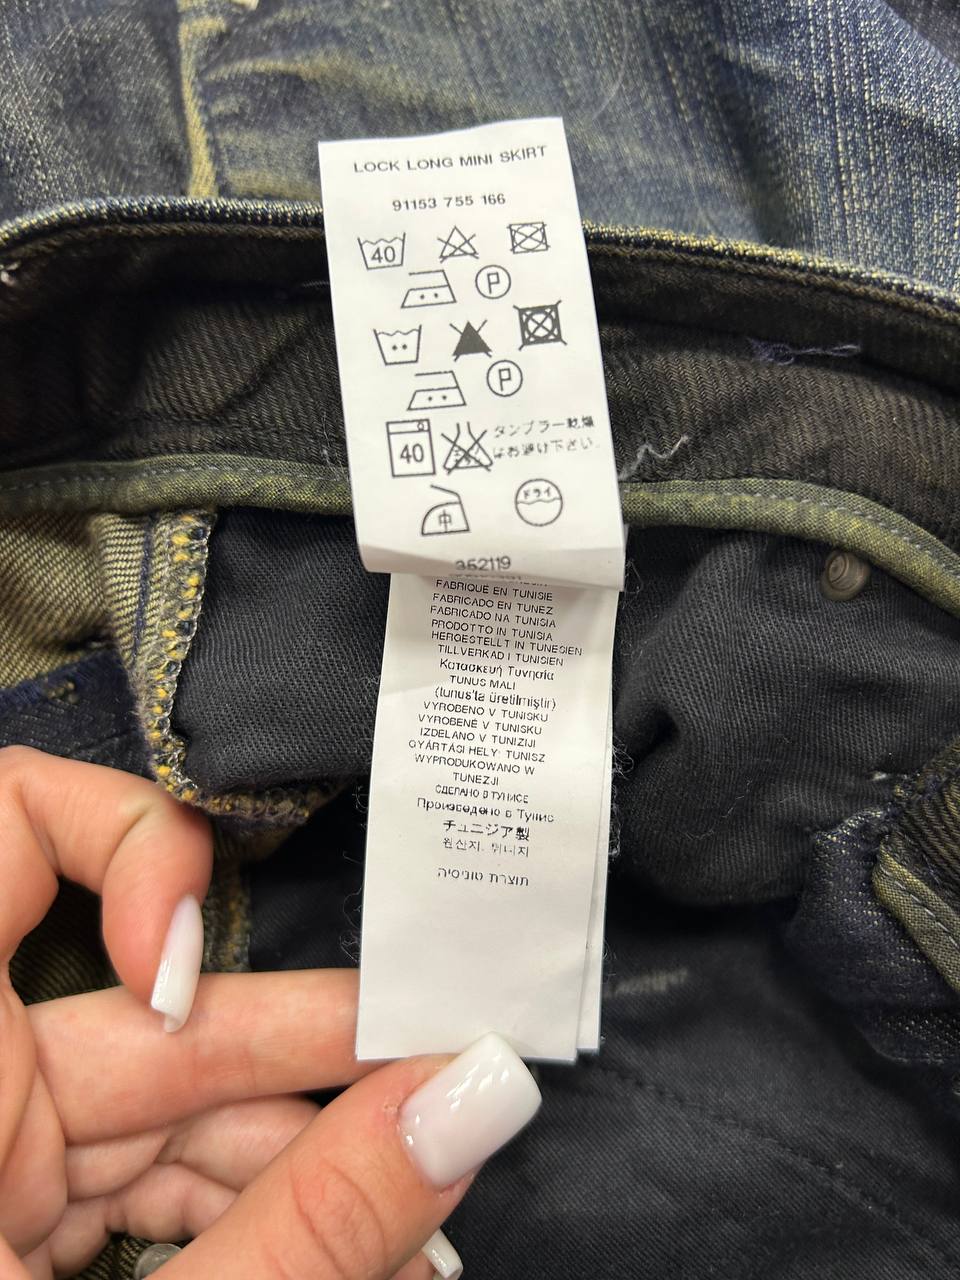 LOCK LONG MINI SKIRT
91153 755 166
40
P
P
40 タンブラー乾燥
はお避け下さい
中 ドライ
352119
FABRIQUE EN TUNISIE
FABRICADO EN TUNEZ
FABRICADO NA TUNISIA
PRODOTTO IN TUNISIA
HERGESTELLT IN TUNESIEN
TILLVERKAD I TUNISIEN
Κατασκευή Τυνησία
TUNUS MALI
(tunus'ta üretilmiştir)
VYROBENO V TUNISKU
VYROBENÉ V TUNISKU
IZDELANO V TUNIZIJI
GYÁRTÁSI HELY: TUNISZ
WYPRODUKOWANO W
TUNEZJI
СДЕЛАНО В ТУНИСЕ
Произведено в Тунис
チュニジア製
원산지: 튀니지
תוצרת טוניסיה